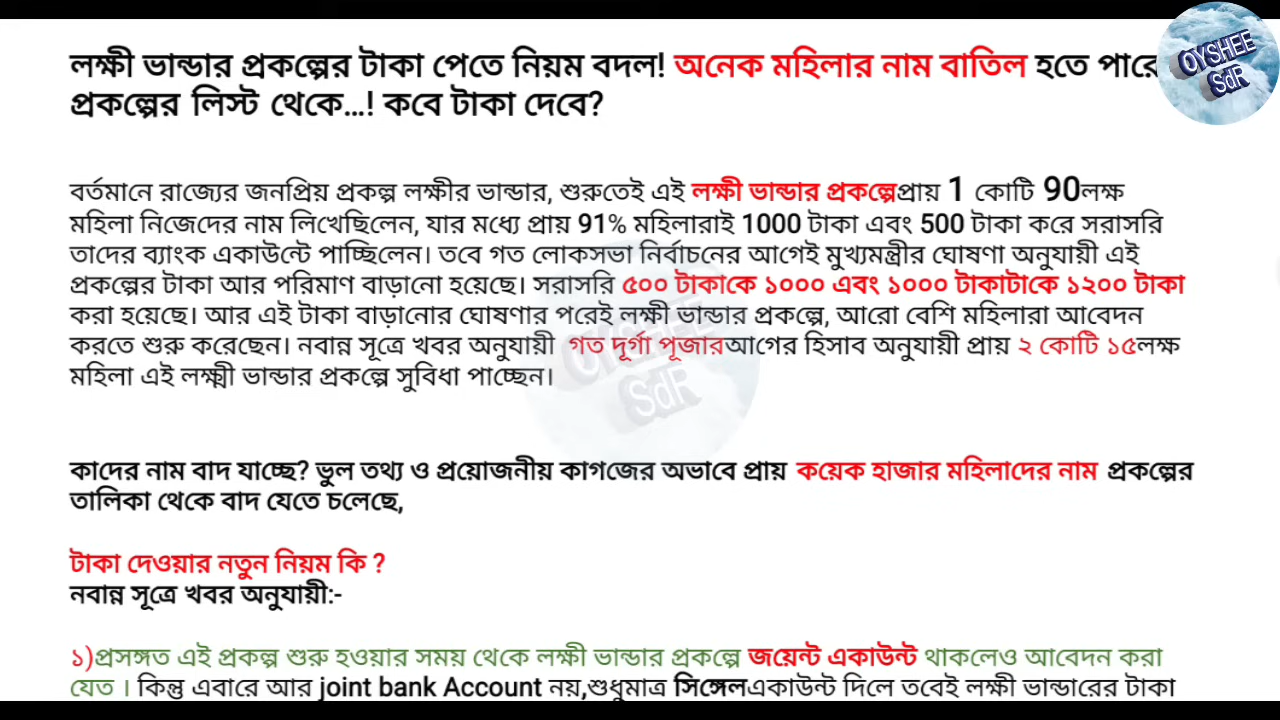 লক্ষী ভান্ডার প্রকল্পের টাকা পেতে নিয়ম বদল! অনেক মহিলার নাম বাতিল হতে পারে
প্রকল্পের লিস্ট থেকে...! কবে টাকা দেবে?
OYSHEE
SdR
বর্তমানে রাজ্যের জনপ্রিয় প্রকল্প লক্ষীর ভান্ডার, শুরুতেই এই লক্ষী ভান্ডার প্রকল্পেপ্রায় 1 কোটি 90লক্ষ
মহিলা নিজেদের নাম লিখেছিলেন, যার মধ্যে প্রায় 91% মহিলারাই 1000 টাকা এবং 500 টাকা করে সরাসরি
তাদের ব্যাংক একাউন্টে পাচ্ছিলেন। তবে গত লোকসভা নির্বাচনের আগেই মুখ্যমন্ত্রীর ঘোষণা অনুযায়ী এই
প্রকল্পের টাকা আর পরিমাণ বাড়ানো হয়েছে। সরাসরি ৫০০ টাকাকে ১০০০ এবং ১০০০ টাকাটাকে ১২০০ টাকা
করা হয়েছে। আর এই টাকা বাড়ানোর ঘোষণার পরেই লক্ষী ভান্ডার প্রকল্পে, আরো বেশি মহিলারা আবেদন
করতে শুরু করেছেন। নবান্ন সূত্রে খবর অনুযায়ী গত দূর্গা পূজারআগের হিসাব অনুযায়ী প্রায় ২ কোটি ১৫লক্ষ
মহিলা এই লক্ষ্মী ভান্ডার প্রকল্পে সুবিধা পাচ্ছেন।
OYSHEE
SdR
কাদের নাম বাদ যাচ্ছে? ভুল তথ্য ও প্রয়োজনীয় কাগজের অভাবে প্রায় কয়েক হাজার মহিলাদের নাম প্রকল্পের
তালিকা থেকে বাদ যেতে চলেছে,
টাকা দেওয়ার নতুন নিয়ম কি ?
নবান্ন সূত্রে খবর অনুযায়ী:-
১)প্রসঙ্গত এই প্রকল্প শুরু হওয়ার সময় থেকে লক্ষী ভান্ডার প্রকল্পে জয়েন্ট একাউন্ট থাকলেও আবেদন করা
যেত । কিন্তু এবারে আর joint bank Account নয়,শুধুমাত্র সিঙ্গেলএকাউন্ট দিলে তবেই লক্ষী ভান্ডারের টাকা